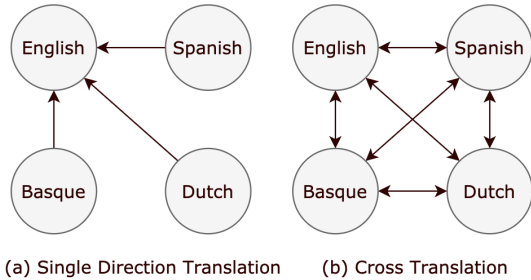 English
Spanish
English
Spanish
Basque
Dutch
Basque
Dutch
(a) Single Direction Translation
(b) Cross Translation